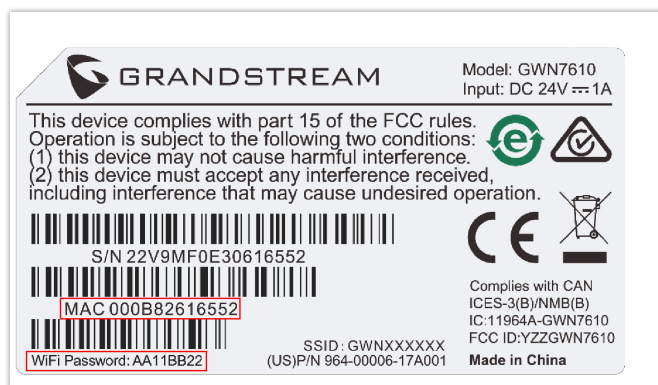 GRANDSTREAM
Model: GWN7610
Input: DC 24V ⎓ 1A
This device complies with part 15 of the FCC rules.
Operation is subject to the following two conditions:
(1) this device may not cause harmful interference.
(2) this device must accept any interference received,
including interference that may cause undesired operation.
S/N 22V9MF0E30616552
MAC 000B82616552
WiFi Password: AA11BB22
SSID: GWNXXXXXX
(US)P/N 964-00006-17A001
e
CE
Complies with CAN
ICES-3(B)/NMB(B)
IC:11964A-GWN7610
FCC ID:YZZGWN7610
Made in China